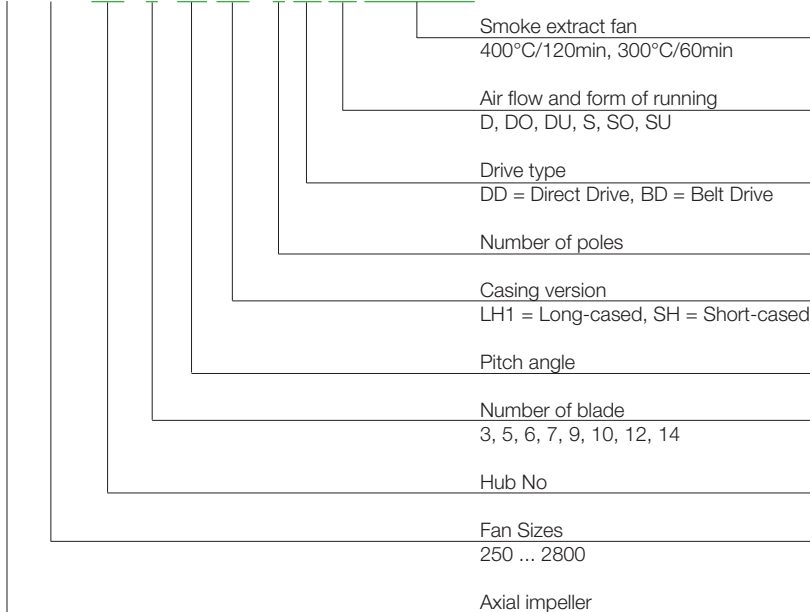 Smoke extract fan
400°C/120min, 300°C/60min
Air flow and form of running
D, DO, DU, S, SO, SU
Drive type
DD = Direct Drive, BD = Belt Drive
Number of poles
Casing version
LH1 = Long-cased, SH = Short-cased
Pitch angle
Number of blade
3, 5, 6, 7, 9, 10, 12, 14
Hub No
Fan Sizes
250 ... 2800
Axial impeller